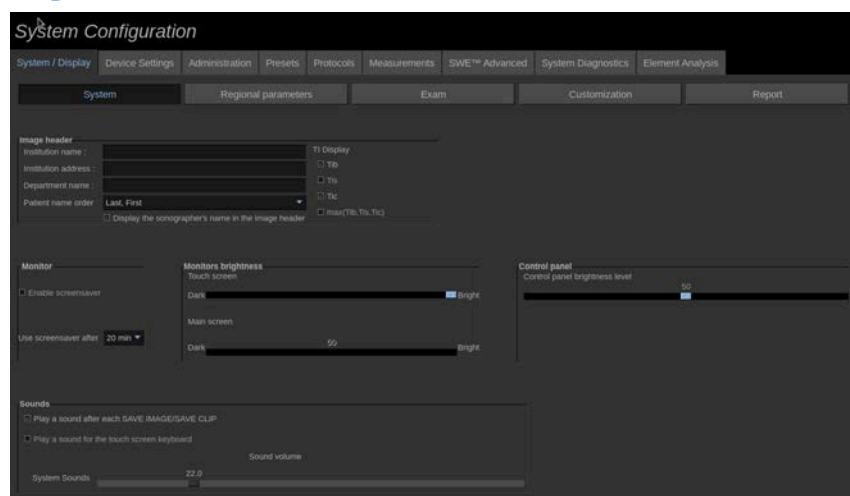 System Configuration
System / Display Device Settings Administration Presets Protocols Measurements SWE™ Advanced System Diagnostics Element Analysis
System Regional parameters Exam Customization Report
Image header
Institution name :
Institution address :
Department name :
Patient name order Last, First
Display the sonographer's name in the image header
TI Display
TIb
TIs
TIc
max(TIb,TIs,TIc)
Monitor
Enable screensaver
Use screensaver after 20 min
Monitors brightness
Touch screen
Dark Bright
Main screen
50
Dark Bright
Control panel
Control panel brightness level
50
Sounds
Play a sound after each SAVE IMAGE/SAVE CLIP
Play a sound for the touch screen keyboard
Sound volume
22.0
System Sounds